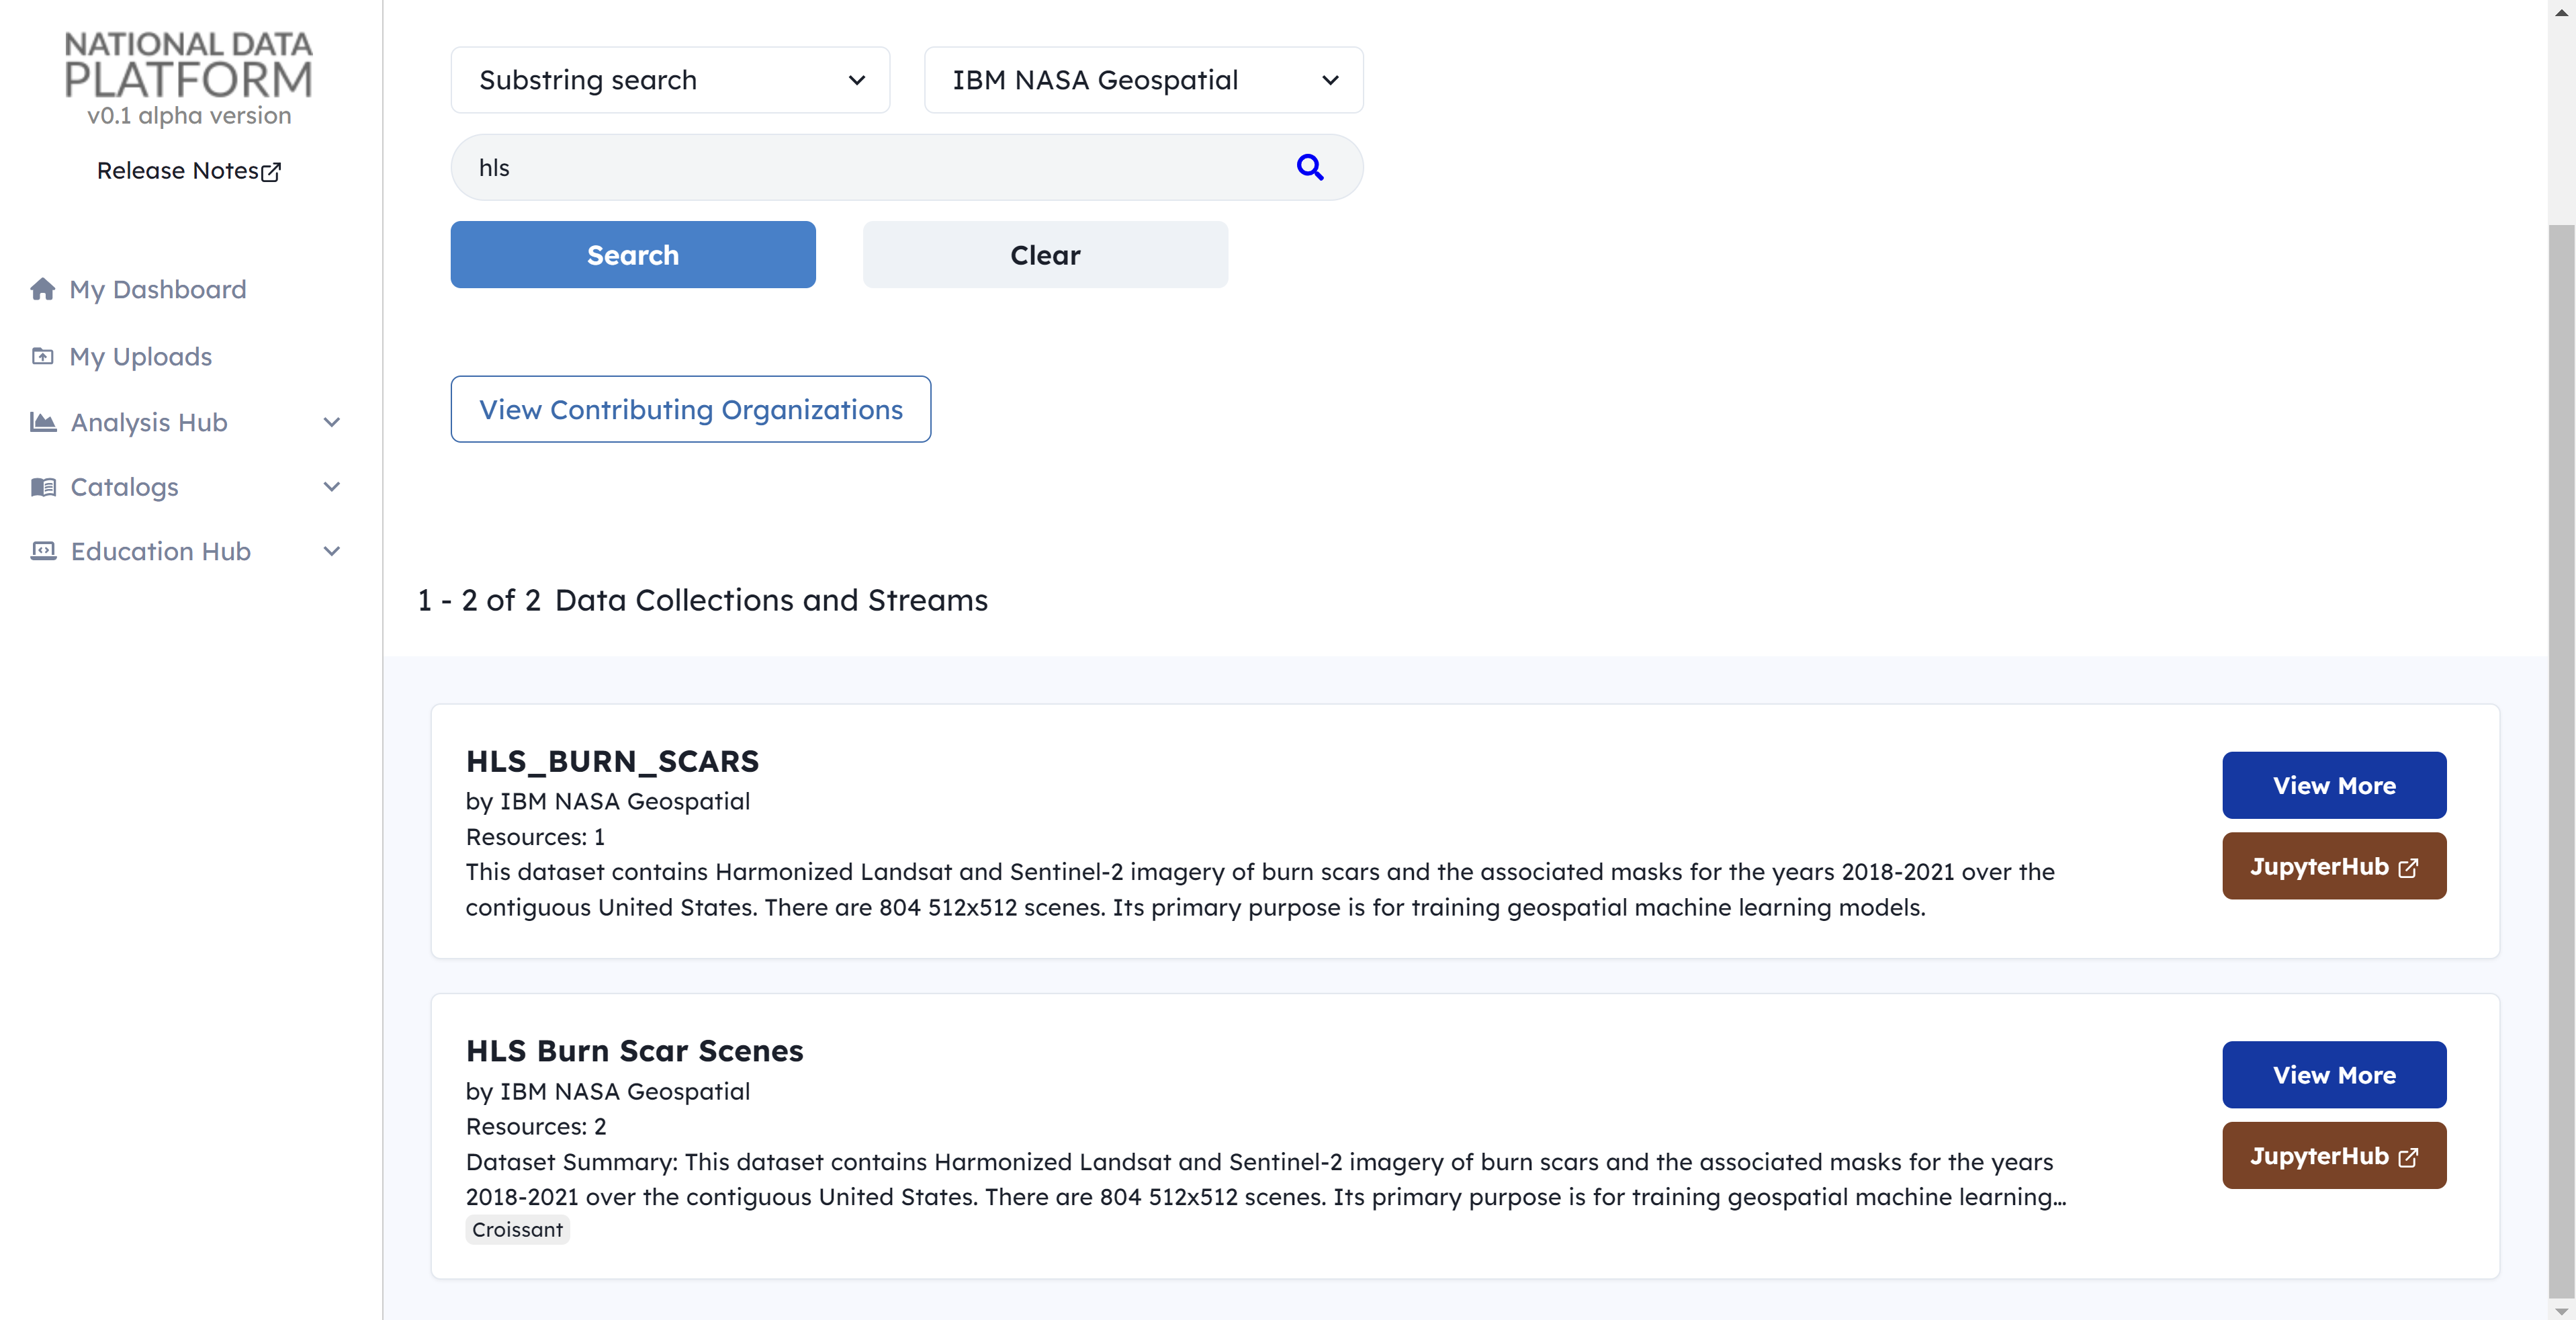 NATIONAL DATA
PLATFORM
v0.1 alpha version
Release Notes
My Dashboard
My Uploads
Analysis Hub
Catalogs
Education Hub
Substring search
IBM NASA Geospatial
hls
Search
Clear
View Contributing Organizations
1 - 2 of 2 Data Collections and Streams
HLS_BURN_SCARS
by IBM NASA Geospatial
Resources: 1
This dataset contains Harmonized Landsat and Sentinel-2 imagery of burn scars and the associated masks for the years 2018-2021 over the
contiguous United States. There are 804 512x512 scenes. Its primary purpose is for training geospatial machine learning models.
View More
JupyterHub
HLS Burn Scar Scenes
by IBM NASA Geospatial
Resources: 2
Dataset Summary: This dataset contains Harmonized Landsat and Sentinel-2 imagery of burn scars and the associated masks for the years
2018-2021 over the contiguous United States. There are 804 512x512 scenes. Its primary purpose is for training geospatial machine learning...
Croissant
View More
JupyterHub